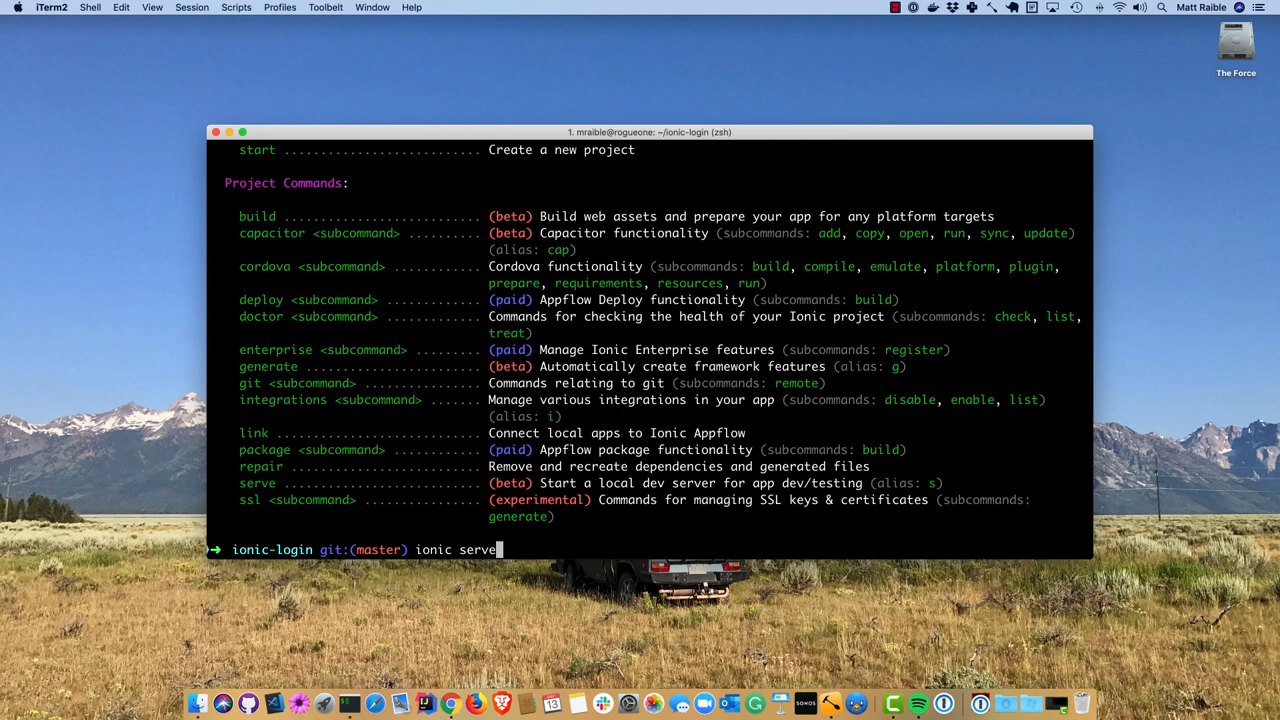 iTerm2 Shell Edit View Session Scripts Profiles Toolbelt Window Help Matt Raible
The Force
1. mraible@rogueone: ~/ionic-login (zsh)
start ........................... Create a new project
Project Commands:
build ........................... (beta) Build web assets and prepare your app for any platform targets
capacitor <subcommand> .......... (beta) Capacitor functionality (subcommands: add, copy, open, run, sync, update)
(alias: cap)
cordova <subcommand> ............ Cordova functionality (subcommands: build, compile, emulate, platform, plugin,
prepare, requirements, resources, run)
deploy <subcommand> ............. (paid) Appflow Deploy functionality (subcommands: build)
doctor <subcommand> ............. Commands for checking the health of your Ionic project (subcommands: check, list,
treat)
enterprise <subcommand> ......... (paid) Manage Ionic Enterprise features (subcommands: register)
generate ........................ (beta) Automatically create framework features (alias: g)
git <subcommand> ................ Commands relating to git (subcommands: remote)
integrations <subcommand> ....... Manage various integrations in your app (subcommands: disable, enable, list)
(alias: i)
link ............................ Connect local apps to Ionic Appflow
package <subcommand> ............ (paid) Appflow package functionality (subcommands: build)
repair .......................... Remove and recreate dependencies and generated files
serve ........................... (beta) Start a local dev server for app dev/testing (alias: s)
ssl <subcommand> ................ (experimental) Commands for managing SSL keys & certificates (subcommands:
generate)
➜ ionic-login git:(master) ionic serve
13
SONOS